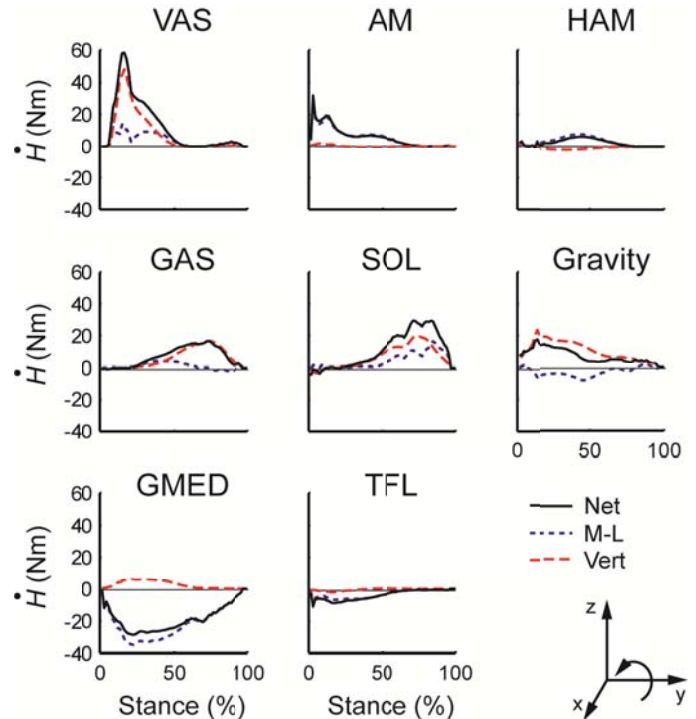 VAS AM HAM
60
40
20
0
-20
-40
Ḣ (Nm)
GAS SOL Gravity
60
40
20
0
-20
-40
Ḣ (Nm)
0 50 100
GMED TFL
60
40
20
0
-20
-40
Ḣ (Nm)
0 50 100 0 50 100
Stance (%) Stance (%)
Net
M-L
Vert
z
x y